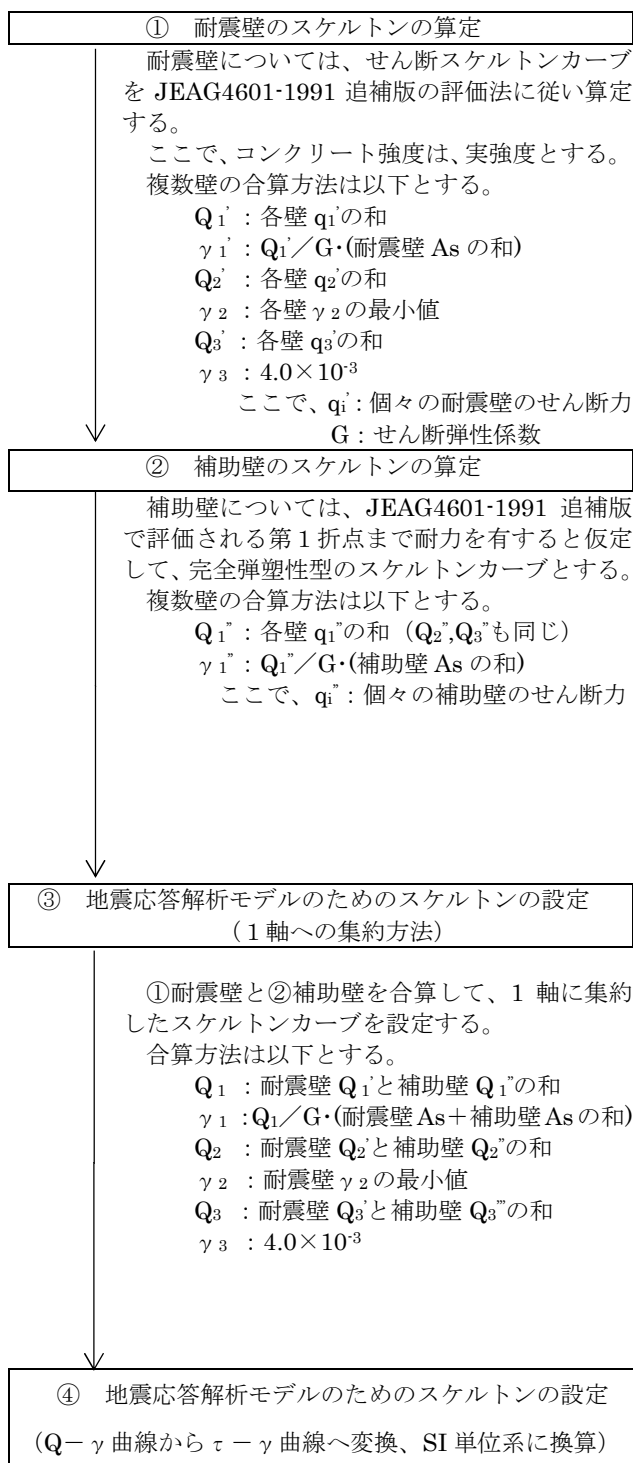 ① 耐震壁のスケルトンの算定
耐震壁については、せん断スケルトンカーブ
を JEAG4601-1991 追補版の評価法に従い算定
する。
ここで、コンクリート強度は、実強度とする。
複数壁の合算方法は以下とする。
Q1’：各壁 q1’の和
γ1’：Q1’／G・(耐震壁 As の和)
Q2’：各壁 q2’の和
γ2：各壁γ2の最小値
Q3’：各壁 q3’の和
γ3：4.0×10-3
ここで、qi’：個々の耐震壁のせん断力
G：せん断弾性係数
② 補助壁のスケルトンの算定
補助壁については、JEAG4601-1991 追補版
で評価される第１折点まで耐力を有すると仮定
して、完全弾塑性型のスケルトンカーブとする。
複数壁の合算方法は以下とする。
Q1”：各壁 q1”の和（Q2”,Q3”も同じ）
γ1”：Q1”／G・(補助壁 As の和)
ここで、qi”：個々の補助壁のせん断力
③ 地震応答解析モデルのためのスケルトンの設定
（１軸への集約方法）
①耐震壁と②補助壁を合算して、1 軸に集約
したスケルトンカーブを設定する。
合算方法は以下とする。
Q1：耐震壁 Q1’と補助壁 Q1”の和
γ1：Q1／G・(耐震壁 As＋補助壁 As の和)
Q2：耐震壁 Q2’と補助壁 Q2”の和
γ2：耐震壁γ2の最小値
Q3：耐震壁 Q3’と補助壁 Q3’”の和
γ3：4.0×10-3
④ 地震応答解析モデルのためのスケルトンの設定
（Q－γ曲線からτ－γ曲線へ変換、SI 単位系に換算）